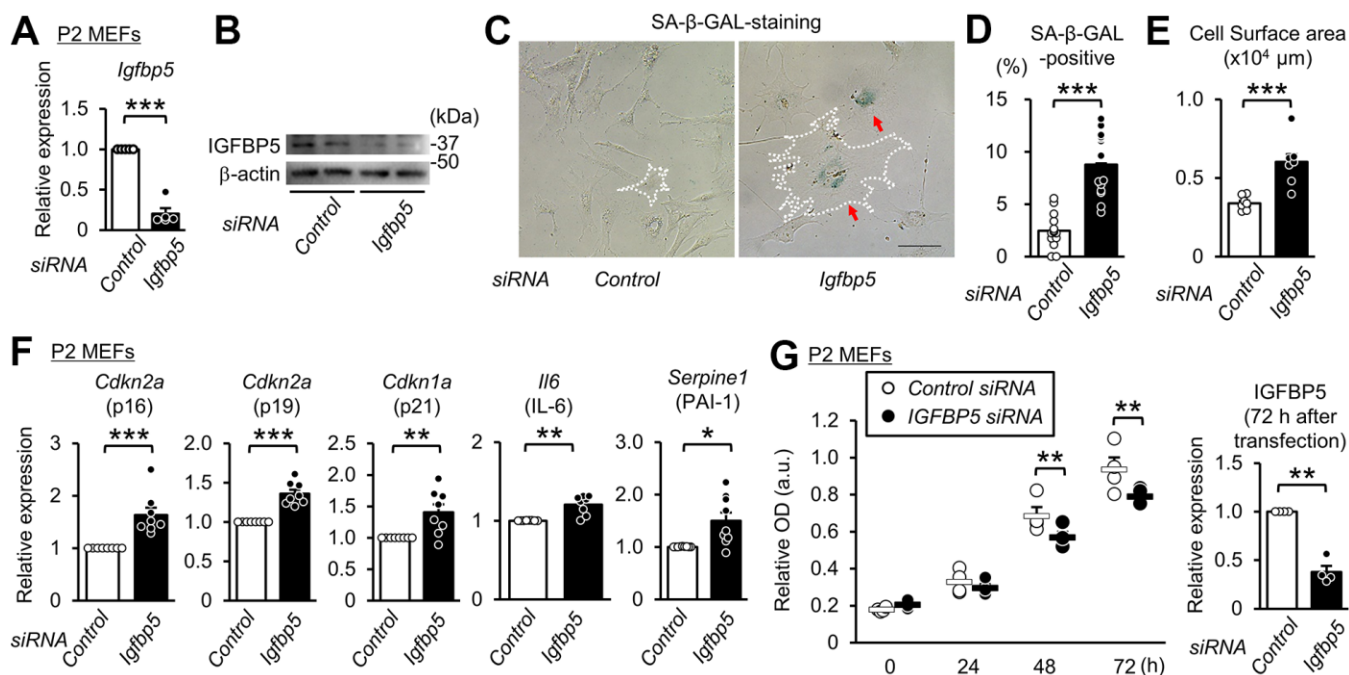 A P2 MEFs
Igfbp5
***
Relative expression
1.5
1.0
0.5
0
siRNA
Control
Igfbp5
B
(kDa)
IGFBP5
-37
-50
β-actin
siRNA
Control
Igfbp5
C
SA-β-GAL-staining
siRNA
Control
Igfbp5
D
SA-β-GAL
-positive
(%)
***
15
10
5
0
siRNA
Control
Igfbp5
E
Cell Surface area
(x10⁴ μm)
***
1.0
0.5
0
siRNA
Control
Igfbp5
F P2 MEFs
Cdkn2a
(p16)
***
Relative expression
3
2
1
0
siRNA
Control
Igfbp5
Cdkn2a
(p19)
***
2.0
1.5
1.0
0.5
0
Control
Igfbp5
Cdkn1a
(p21)
**
2.5
2.0
1.5
1.0
0.5
0
Control
Igfbp5
Il6
(IL-6)
**
2
1
0
Control
Igfbp5
Serpine1
(PAI-1)
*
3.0
2.0
1.0
0
Control
Igfbp5
G P2 MEFs
Control siRNA
IGFBP5 siRNA
Relative OD (a.u.)
1.2
1.0
0.8
0.6
0.4
0.2
0
**
**
0
24
48
72 (h)
IGFBP5
(72 h after
transfection)
**
Relative expression
1.5
1.0
0.5
0
siRNA
Control
Igfbp5